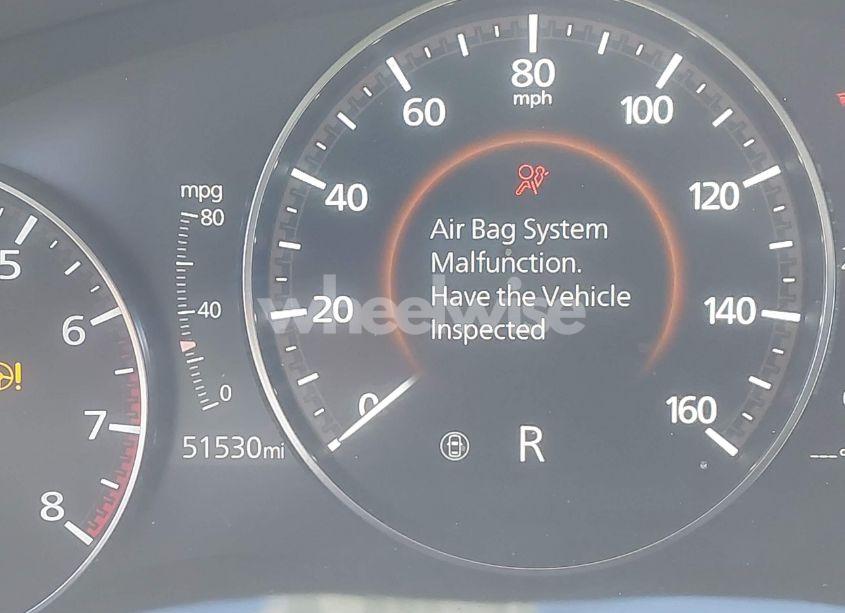 mpg
80
40
0
51530mi
5
6
7
8
!
0
20
40
60
80
mph
100
120
140
160
Air Bag System
Malfunction.
Have the Vehicle
Inspected
R
wheelwise